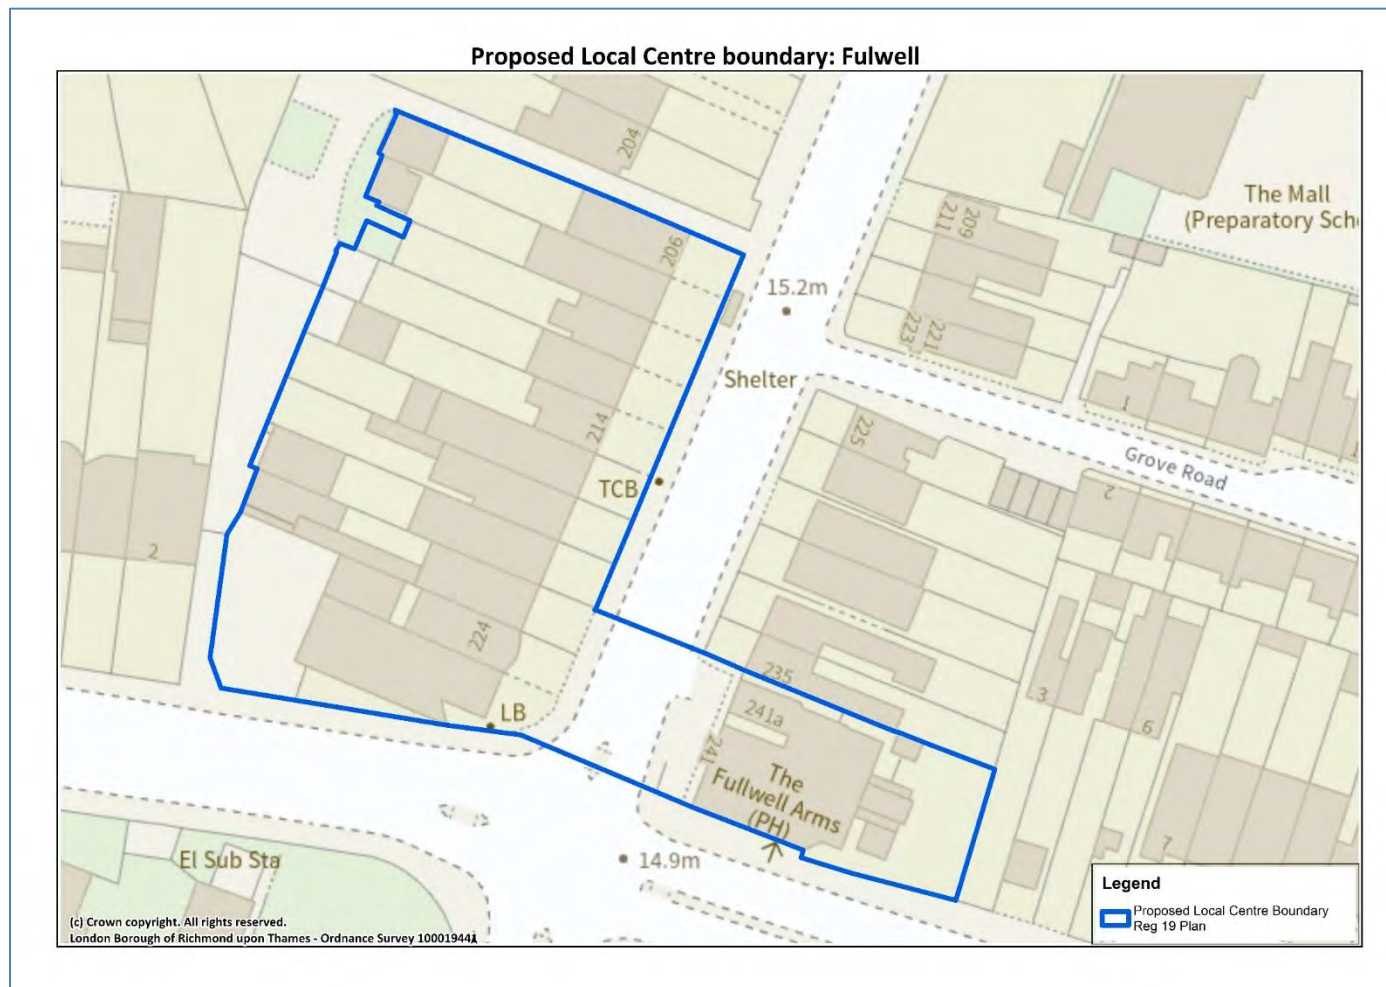 Proposed Local Centre boundary: Fulwell
204
The Mall
(Preparatory Scho
209
211
206
15.2m
223
221
Shelter
1
214
225
Grove Road
TCB
2
2
224
235
3
6
LB
241a
241
The
Fullwell Arms
(PH)
7
El Sub Sta
14.9m
Legend
Proposed Local Centre Boundary
Reg 19 Plan
(c) Crown copyright. All rights reserved.
London Borough of Richmond upon Thames - Ordnance Survey 100019441